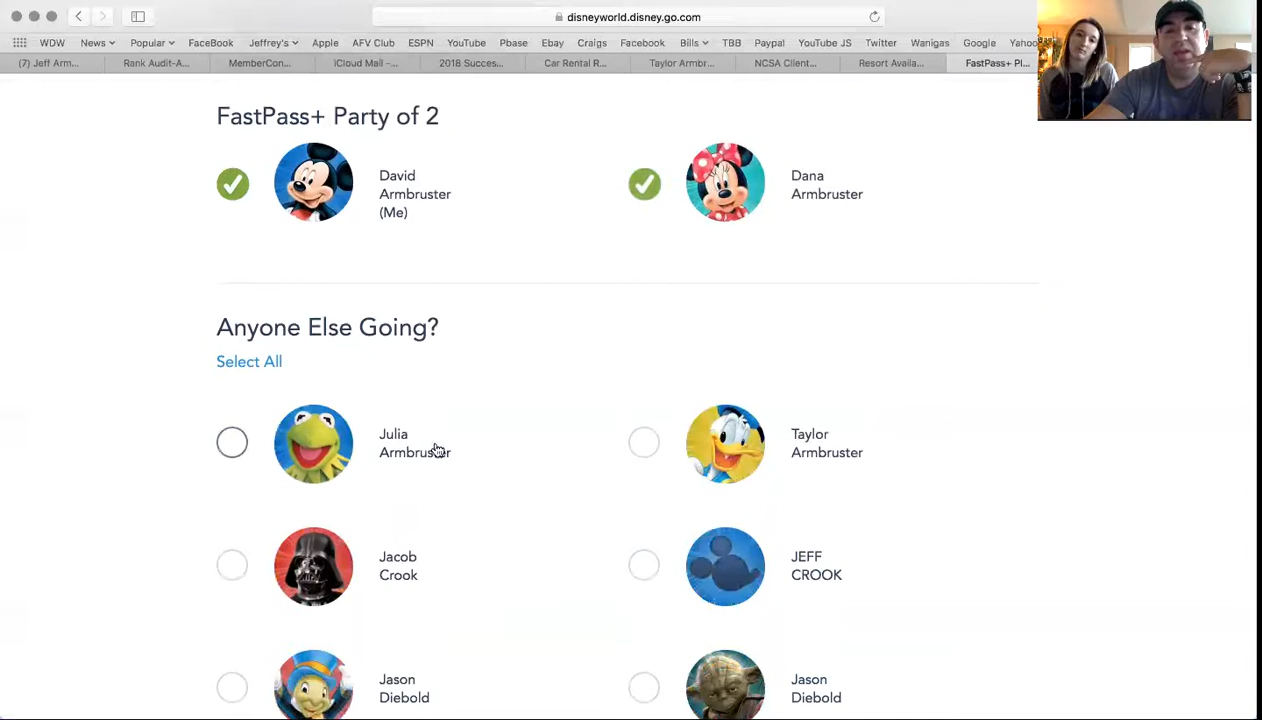 disneyworld.disney.go.com
WDW News Popular FaceBook Jeffrey's Apple AFV Club ESPN YouTube Pbase Ebay Craigs Facebook Bills TBB Paypal YouTube JS Twitter Wanigas Google Yahoo
(7) Jeff Arm... Rank Audit-A... MemberCon... iCloud Mail –... 2018 Succes... Car Rental R... Taylor Armbr... NCSA Client... Resort Availa... FastPass+ Pl...
FastPass+ Party of 2
David
Armbruster
(Me)
Dana
Armbruster
Anyone Else Going?
Select All
Julia
Armbruster
Taylor
Armbruster
Jacob
Crook
JEFF
CROOK
Jason
Diebold
Jason
Diebold